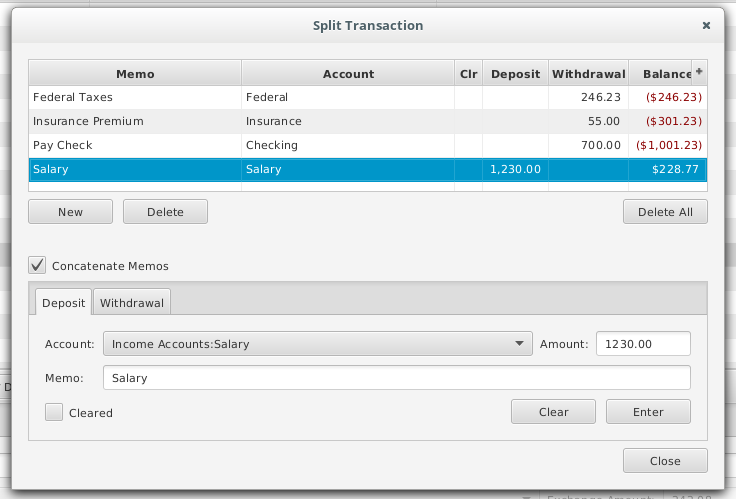 Split Transaction
Memo Account Clr Deposit Withdrawal Balance +
Federal Taxes Federal 246.23 ($246.23)
Insurance Premium Insurance 55.00 ($301.23)
Pay Check Checking 700.00 ($1,001.23)
Salary Salary 1,230.00 $228.77
New Delete Delete All
Concatenate Memos
Deposit Withdrawal
Account: Income Accounts:Salary Amount: 1230.00
Memo: Salary
Cleared Clear Enter
Close